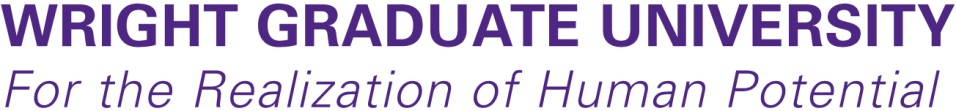 WRIGHT GRADUATE UNIVERSITY
For the Realization of Human Potential